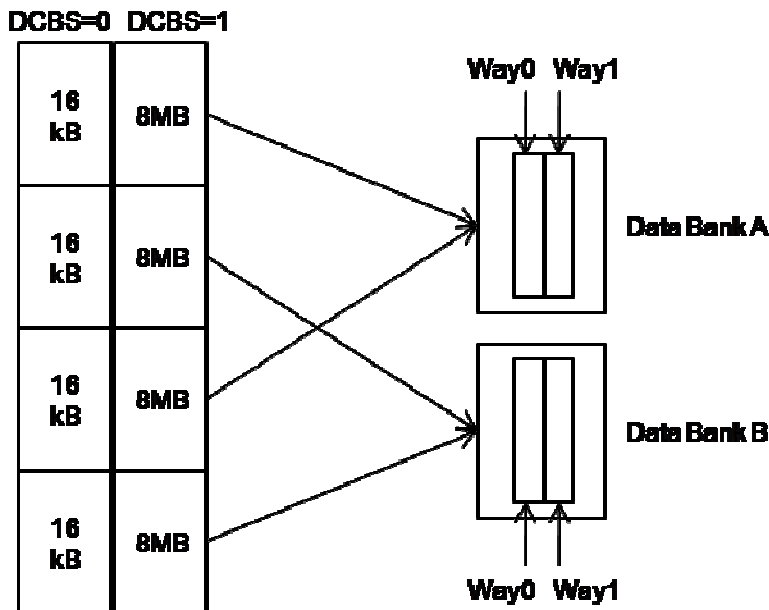 DCBS=0 DCBS=1
16
kB
8MB
16
kB
8MB
16
kB
8MB
16
kB
8MB
Way0 Way1
Data Bank A
Data Bank B
Way0 Way1